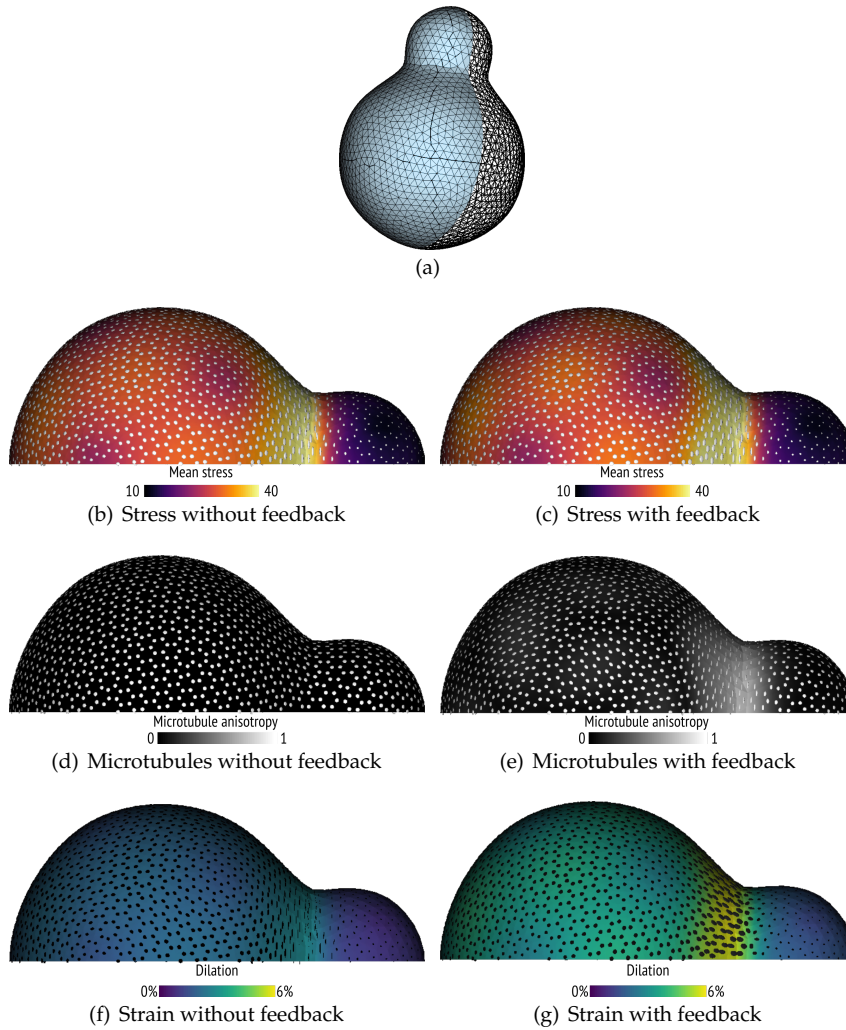 (a)
Mean stress
10 40
(b) Stress without feedback
Mean stress
10 40
(c) Stress with feedback
Microtubule anisotropy
0 1
(d) Microtubules without feedback
Microtubule anisotropy
0 1
(e) Microtubules with feedback
Dilation
0% 6%
(f) Strain without feedback
Dilation
0% 6%
(g) Strain with feedback